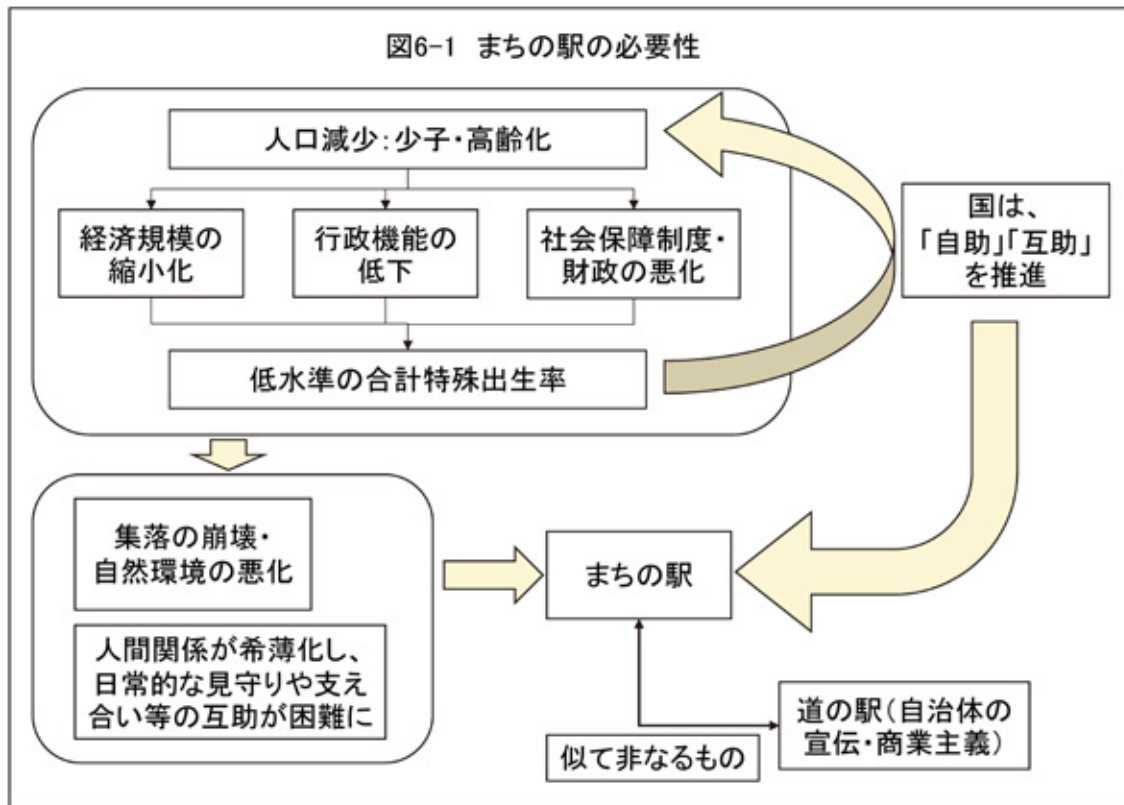 図6-1 まちの駅の必要性
人口減少：少子・高齢化
経済規模の
縮小化
行政機能の
低下
社会保障制度・
財政の悪化
低水準の合計特殊出生率
国は、
「自助」「互助」
を推進
集落の崩壊・
自然環境の悪化
人間関係が希薄化し、
日常的な見守りや支え
合い等の互助が困難に
まちの駅
似て非なるもの
道の駅（自治体の
宣伝・商業主義）